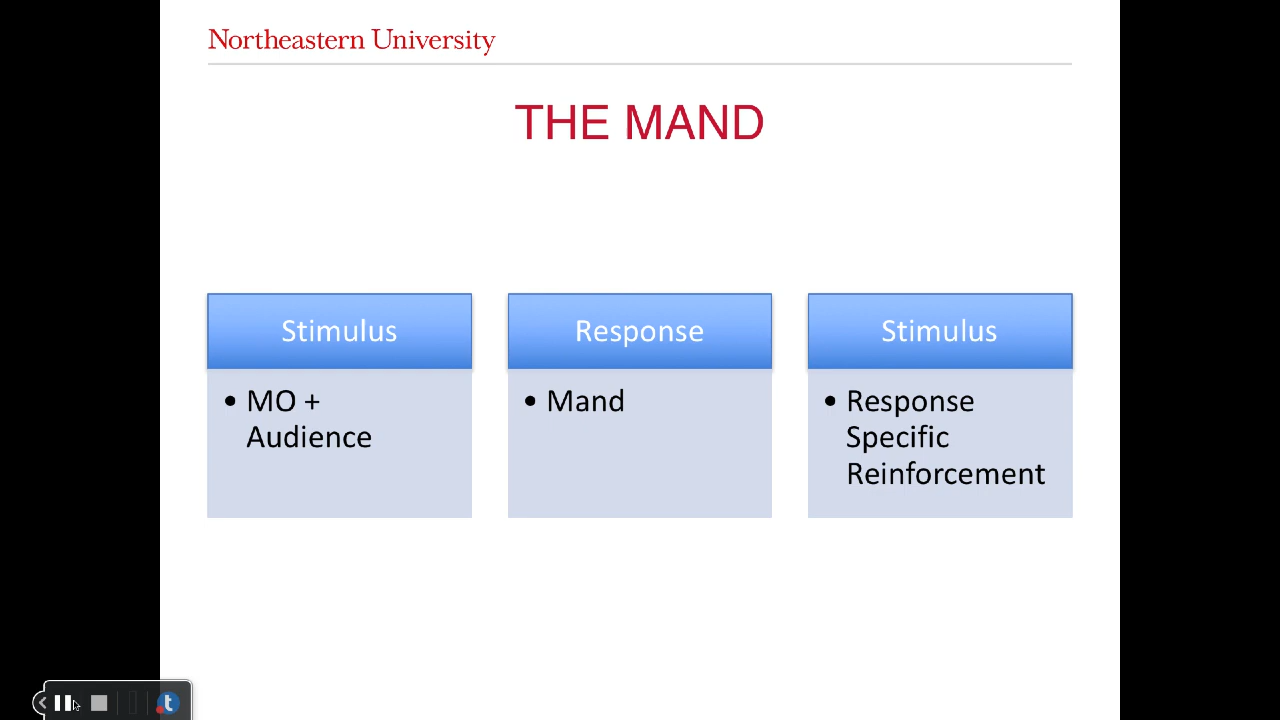 Northeastern University
THE MAND
Stimulus
• MO +
Audience
Response
• Mand
Stimulus
• Response
Specific
Reinforcement
t